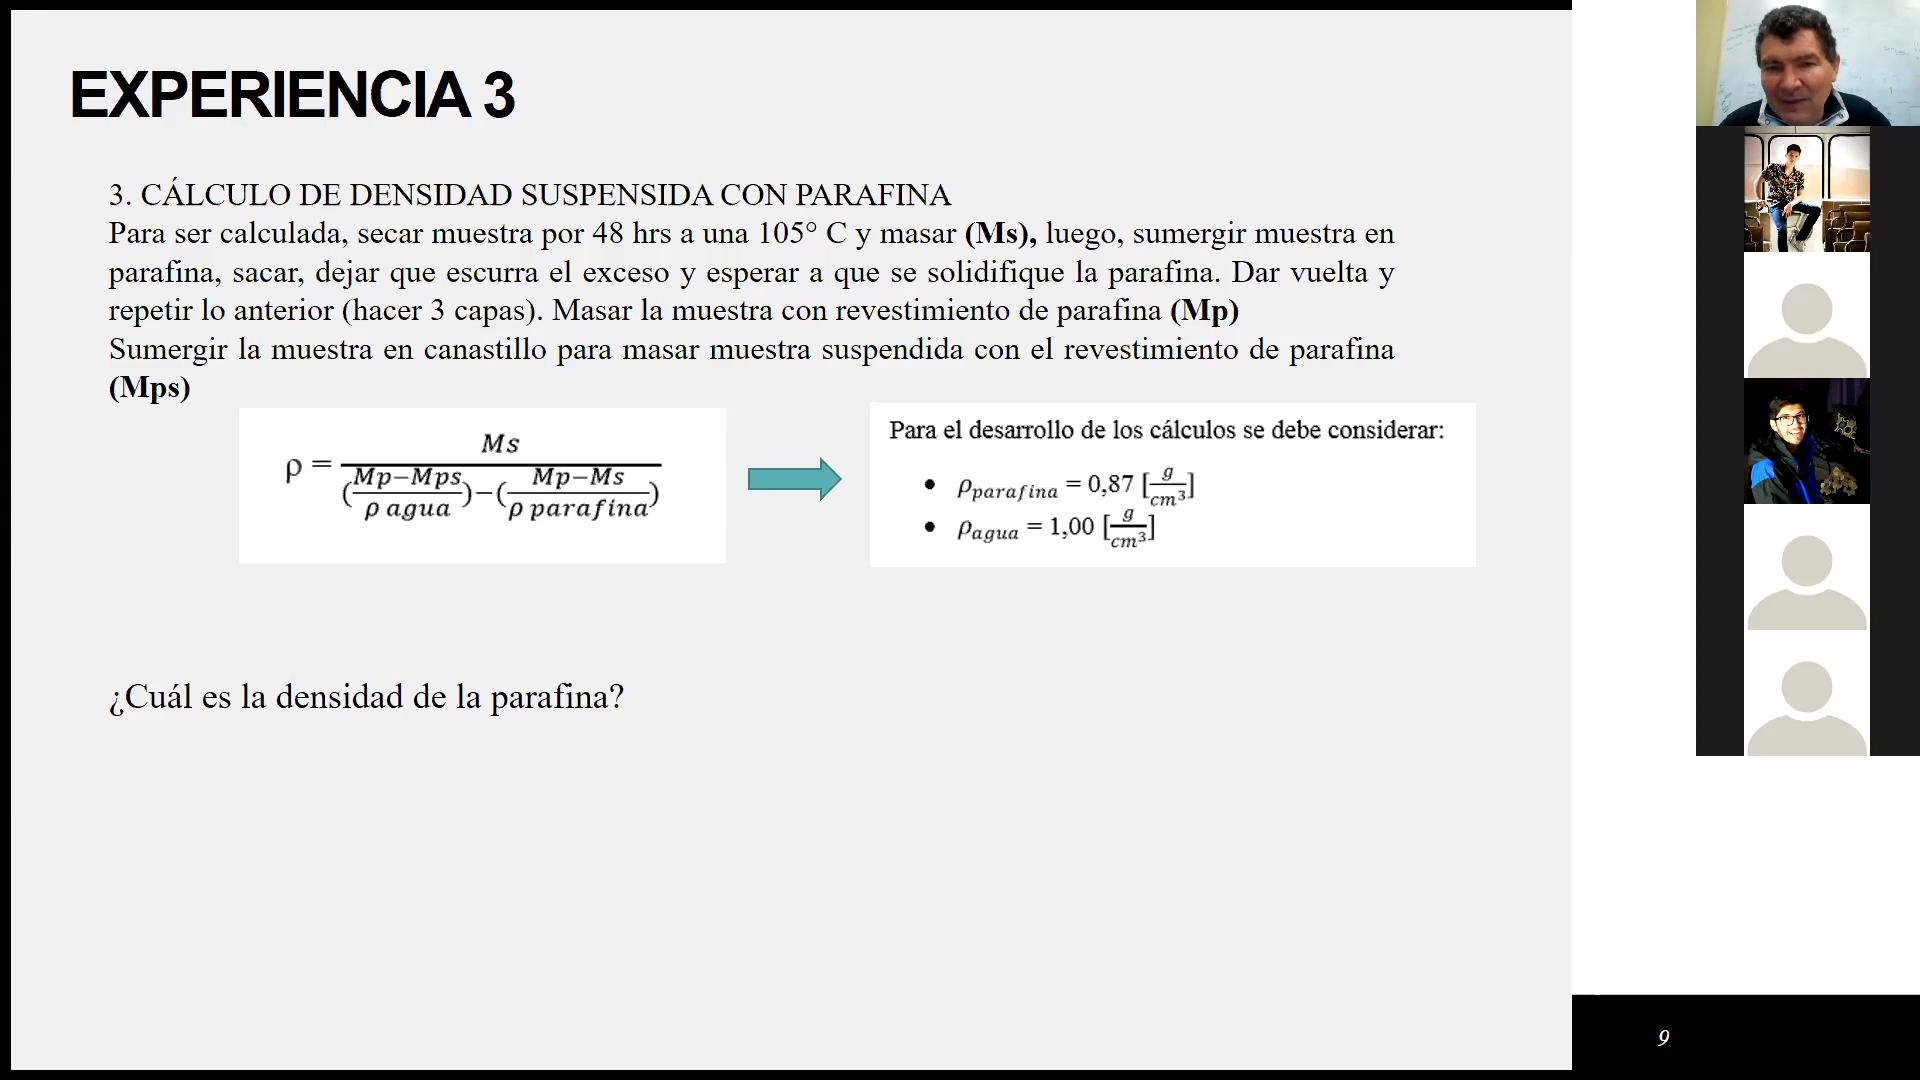 EXPERIENCIA 3
3. CÁLCULO DE DENSIDAD SUSPENSIDA CON PARAFINA
Para ser calculada, secar muestra por 48 hrs a una 105° C y masar (Ms), luego, sumergir muestra en
parafina, sacar, dejar que escurra el exceso y esperar a que se solidifique la parafina. Dar vuelta y
repetir lo anterior (hacer 3 capas). Masar la muestra con revestimiento de parafina (Mp)
Sumergir la muestra en canastillo para masar muestra suspendida con el revestimiento de parafina
(Mps)
ρ = Ms / ((Mp−Mps / ρ agua)−(Mp−Ms / ρ parafina))
Para el desarrollo de los cálculos se debe considerar:
• ρparafina = 0,87 [g/cm³]
• ρagua = 1,00 [g/cm³]
¿Cuál es la densidad de la parafina?
9